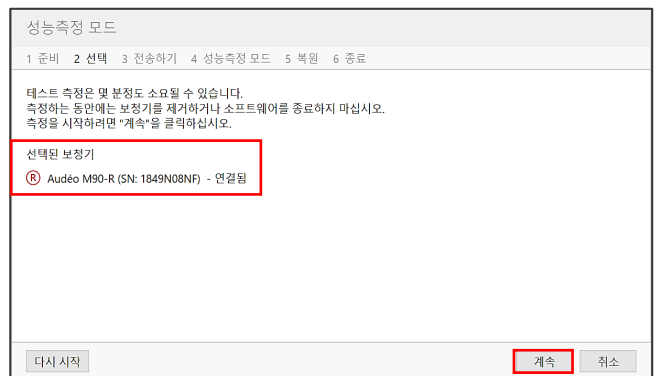 성능측정 모드
1 준비 2 선택 3 전송하기 4 성능측정 모드 5 복원 6 종료
테스트 측정은 몇 분정도 소요될 수 있습니다.
측정하는 동안에는 보청기를 제거하거나 소프트웨어를 종료하지 마십시오.
측정을 시작하려면 "계속"을 클릭하십시오.
선택된 보청기
R Audéo M90-R (SN: 1849N08NF) - 연결됨
다시 시작 계속 취소